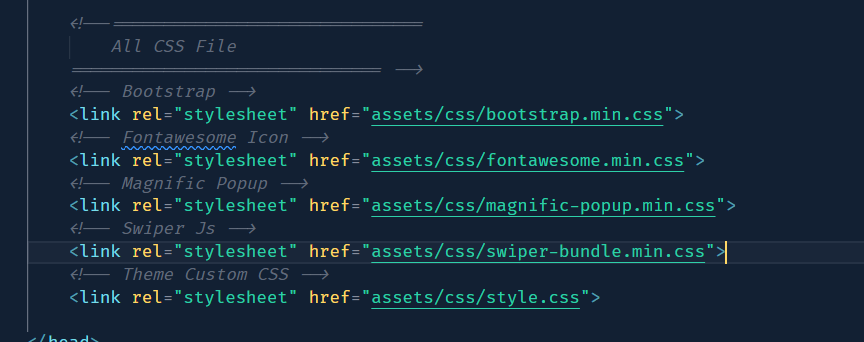 <!-- ==============================
All CSS File
============================== -->
<!-- Bootstrap -->
<link rel="stylesheet" href="assets/css/bootstrap.min.css">
<!-- Fontawesome Icon -->
<link rel="stylesheet" href="assets/css/fontawesome.min.css">
<!-- Magnific Popup -->
<link rel="stylesheet" href="assets/css/magnific-popup.min.css">
<!-- Swiper Js -->
<link rel="stylesheet" href="assets/css/swiper-bundle.min.css">
<!-- Theme Custom CSS -->
<link rel="stylesheet" href="assets/css/style.css">
</head>